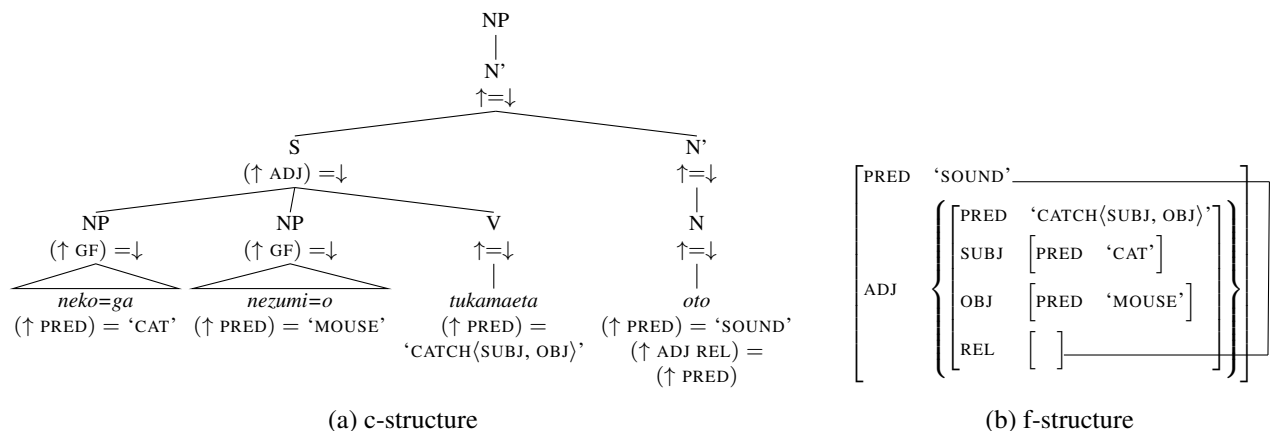 NP
N’
↑=↓
S N’
(↑ ADJ) =↓ ↑=↓
NP NP V N
(↑ GF) =↓ (↑ GF) =↓ ↑=↓ ↑=↓
neko=ga nezumi=o tukamaeta oto
(↑ PRED) = ‘CAT’ (↑ PRED) = ‘MOUSE’ (↑ PRED) = (↑ PRED) = ‘SOUND’
‘CATCH⟨SUBJ, OBJ⟩’ (↑ ADJ REL) =
(↑ PRED)
(a) c-structure
PRED ‘SOUND’
PRED ‘CATCH⟨SUBJ, OBJ⟩’
SUBJ [PRED ‘CAT’]
ADJ
OBJ [PRED ‘MOUSE’]
REL [ ]
(b) f-structure